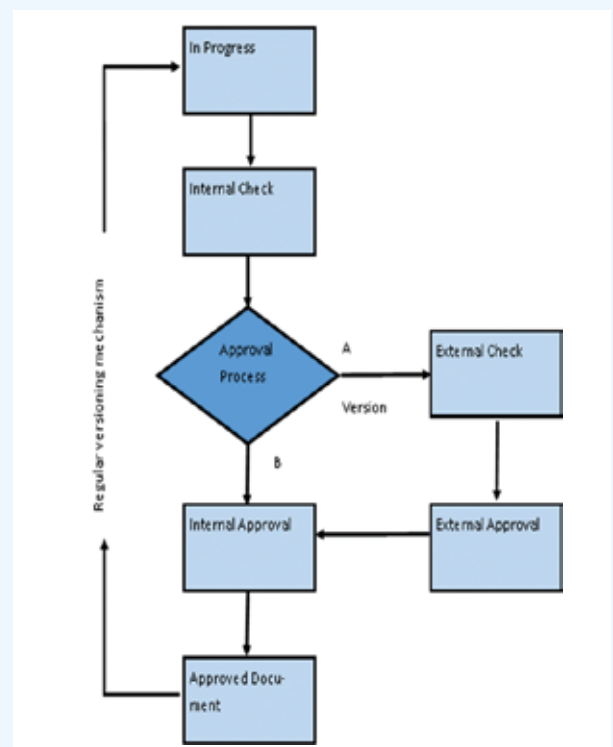 In Progress
Internal Check
Approval
Process
A
Version
External Check
B
Internal Approval
External Approval
Approved Docu-
ment
Regular versioning mechanism